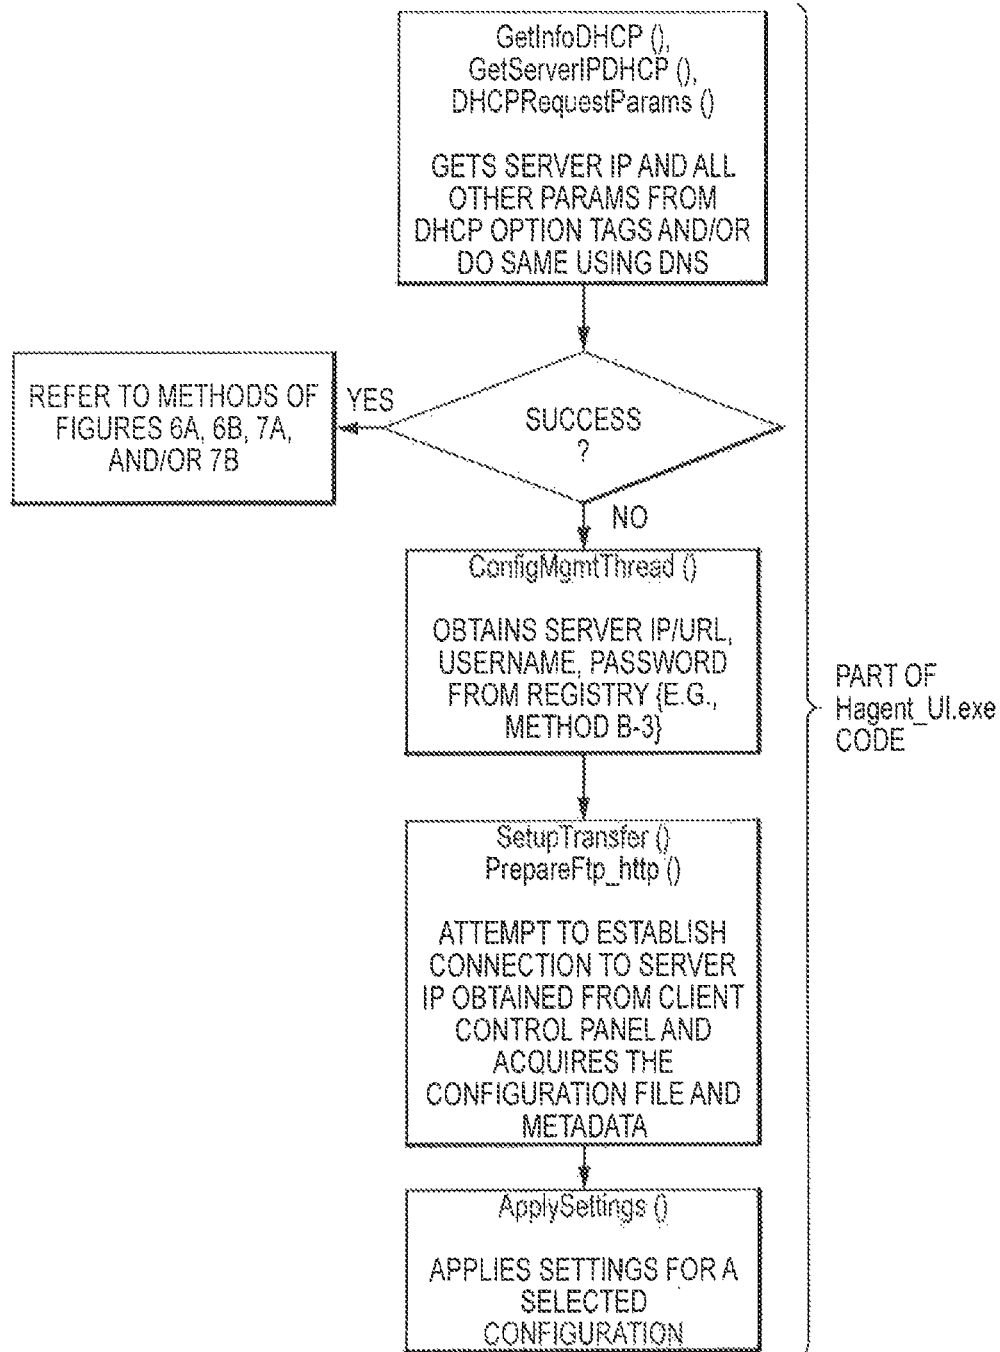 GetInfoDHCP (),
GetServerIPDHCP (),
DHCPRequestParams ()
GETS SERVER IP AND ALL
OTHER PARAMS FROM
DHCP OPTION TAGS AND/OR
DO SAME USING DNS
SUCCESS
?
YES
REFER TO METHODS OF
FIGURES 6A, 6B, 7A,
AND/OR 7B
NO
ConfigMgmtThread ()
OBTAINS SERVER IP/URL,
USERNAME, PASSWORD
FROM REGISTRY {E.G.,
METHOD B-3}
SetupTransfer ()
PrepareFtp_http ()
ATTEMPT TO ESTABLISH
CONNECTION TO SERVER
IP OBTAINED FROM CLIENT
CONTROL PANEL AND
ACQUIRES THE
CONFIGURATION FILE AND
METADATA
ApplySettings ()
APPLIES SETTINGS FOR A
SELECTED
CONFIGURATION
PART OF
Hagent_UI.exe
CODE